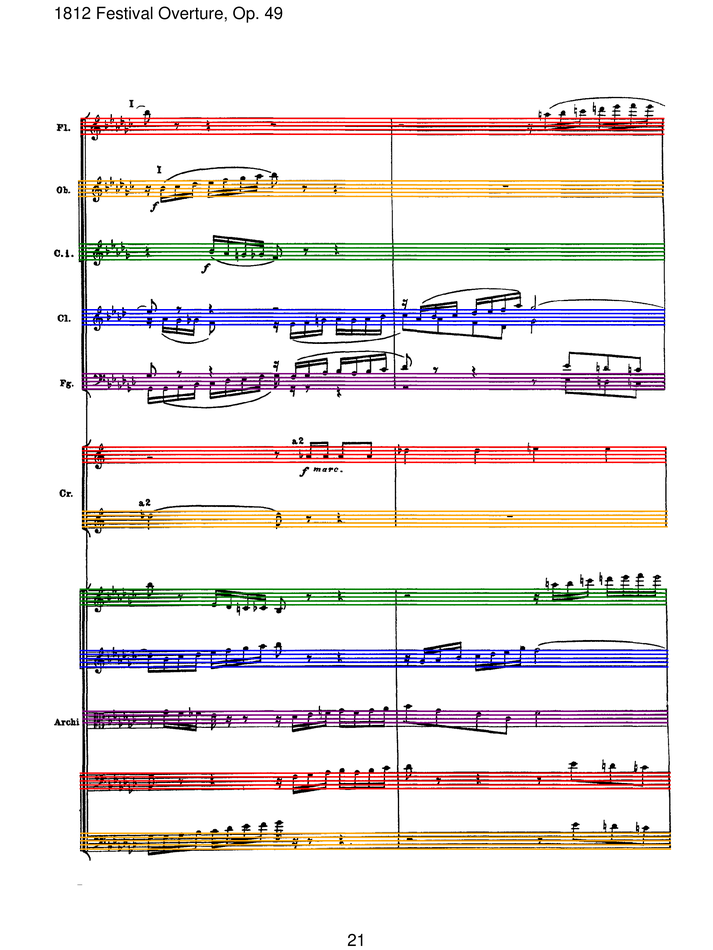 1812 Festival Overture, Op. 49
I
Fl.
I
Ob.
f
C.i.
f
Cl.
Fg.
a2
f marc.
Cr.
a2
Archi
21